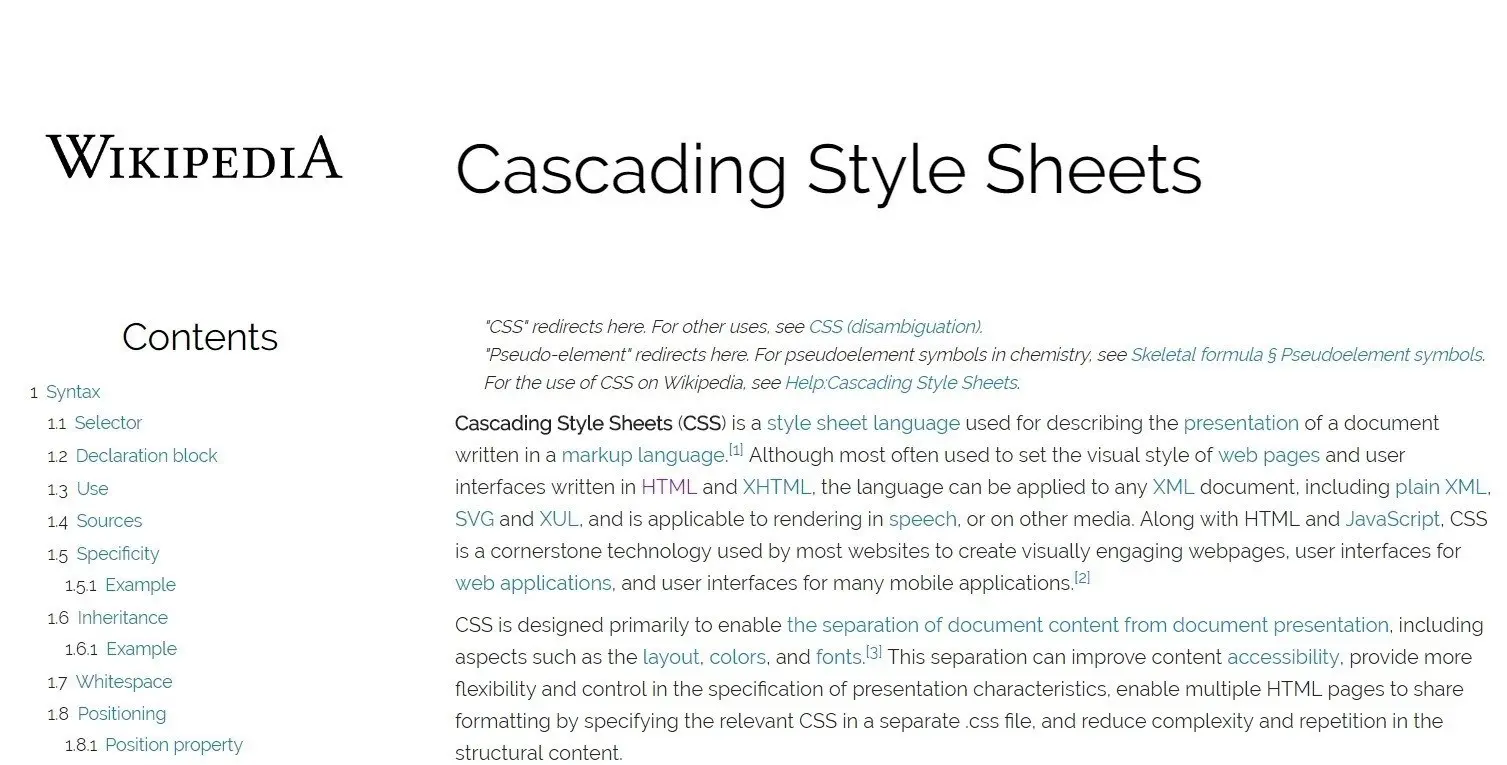 WIKIPEDIA
Cascading Style Sheets
Contents
1 Syntax
1.1 Selector
1.2 Declaration block
1.3 Use
1.4 Sources
1.5 Specificity
1.5.1 Example
1.6 Inheritance
1.6.1 Example
1.7 Whitespace
1.8 Positioning
1.8.1 Position property
"CSS" redirects here. For other uses, see CSS (disambiguation).
"Pseudo-element" redirects here. For pseudoelement symbols in chemistry, see Skeletal formula § Pseudoelement symbols.
For the use of CSS on Wikipedia, see Help:Cascading Style Sheets.
Cascading Style Sheets (CSS) is a style sheet language used for describing the presentation of a document
written in a markup language.[1] Although most often used to set the visual style of web pages and user
interfaces written in HTML and XHTML, the language can be applied to any XML document, including plain XML,
SVG and XUL, and is applicable to rendering in speech, or on other media. Along with HTML and JavaScript, CSS
is a cornerstone technology used by most websites to create visually engaging webpages, user interfaces for
web applications, and user interfaces for many mobile applications.[2]
CSS is designed primarily to enable the separation of document content from document presentation, including
aspects such as the layout, colors, and fonts.[3] This separation can improve content accessibility, provide more
flexibility and control in the specification of presentation characteristics, enable multiple HTML pages to share
formatting by specifying the relevant CSS in a separate .css file, and reduce complexity and repetition in the
structural content.